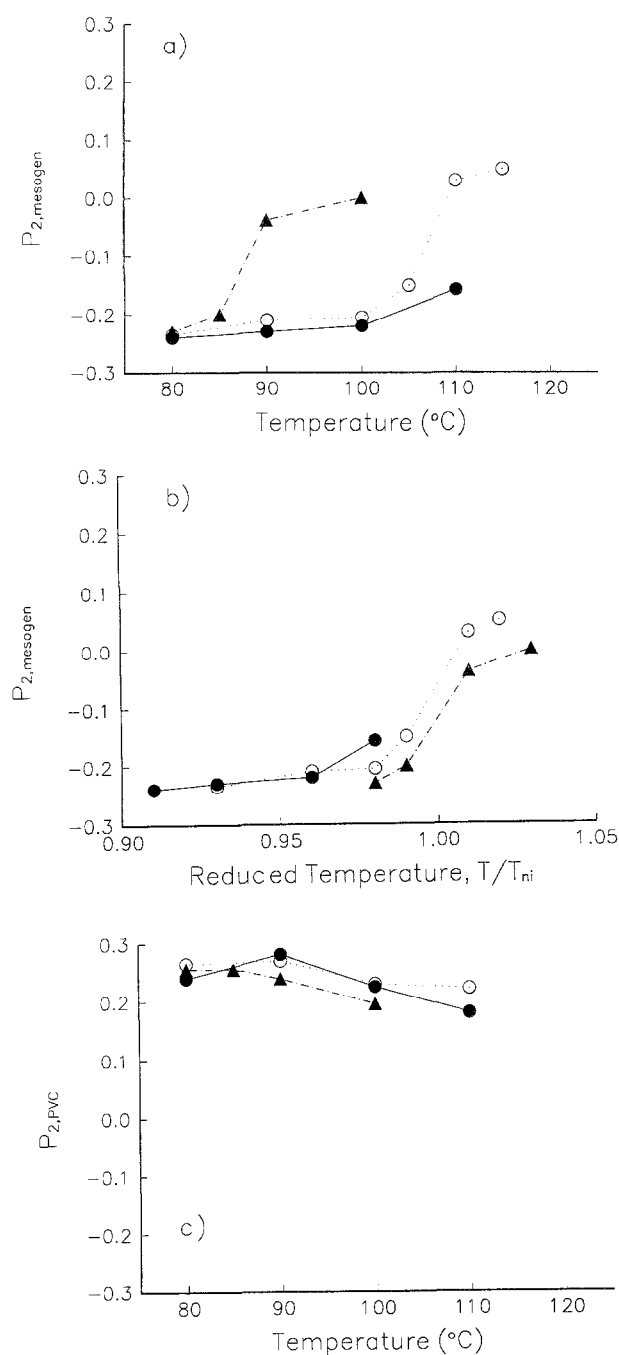 a)
0.3
0.2
0.1
0.0
-0.1
-0.2
-0.3
P2,mesogen
80 90 100 110 120
Temperature (°C)
b)
0.3
0.2
0.1
0.0
-0.1
-0.2
-0.3
P2,mesogen
0.90 0.95 1.00 1.05
Reduced Temperature, T/Tni
0.3
0.2
0.1
0.0
-0.1
-0.2
-0.3
P2,PVC
c)
80 90 100 110 120
Temperature (°C)